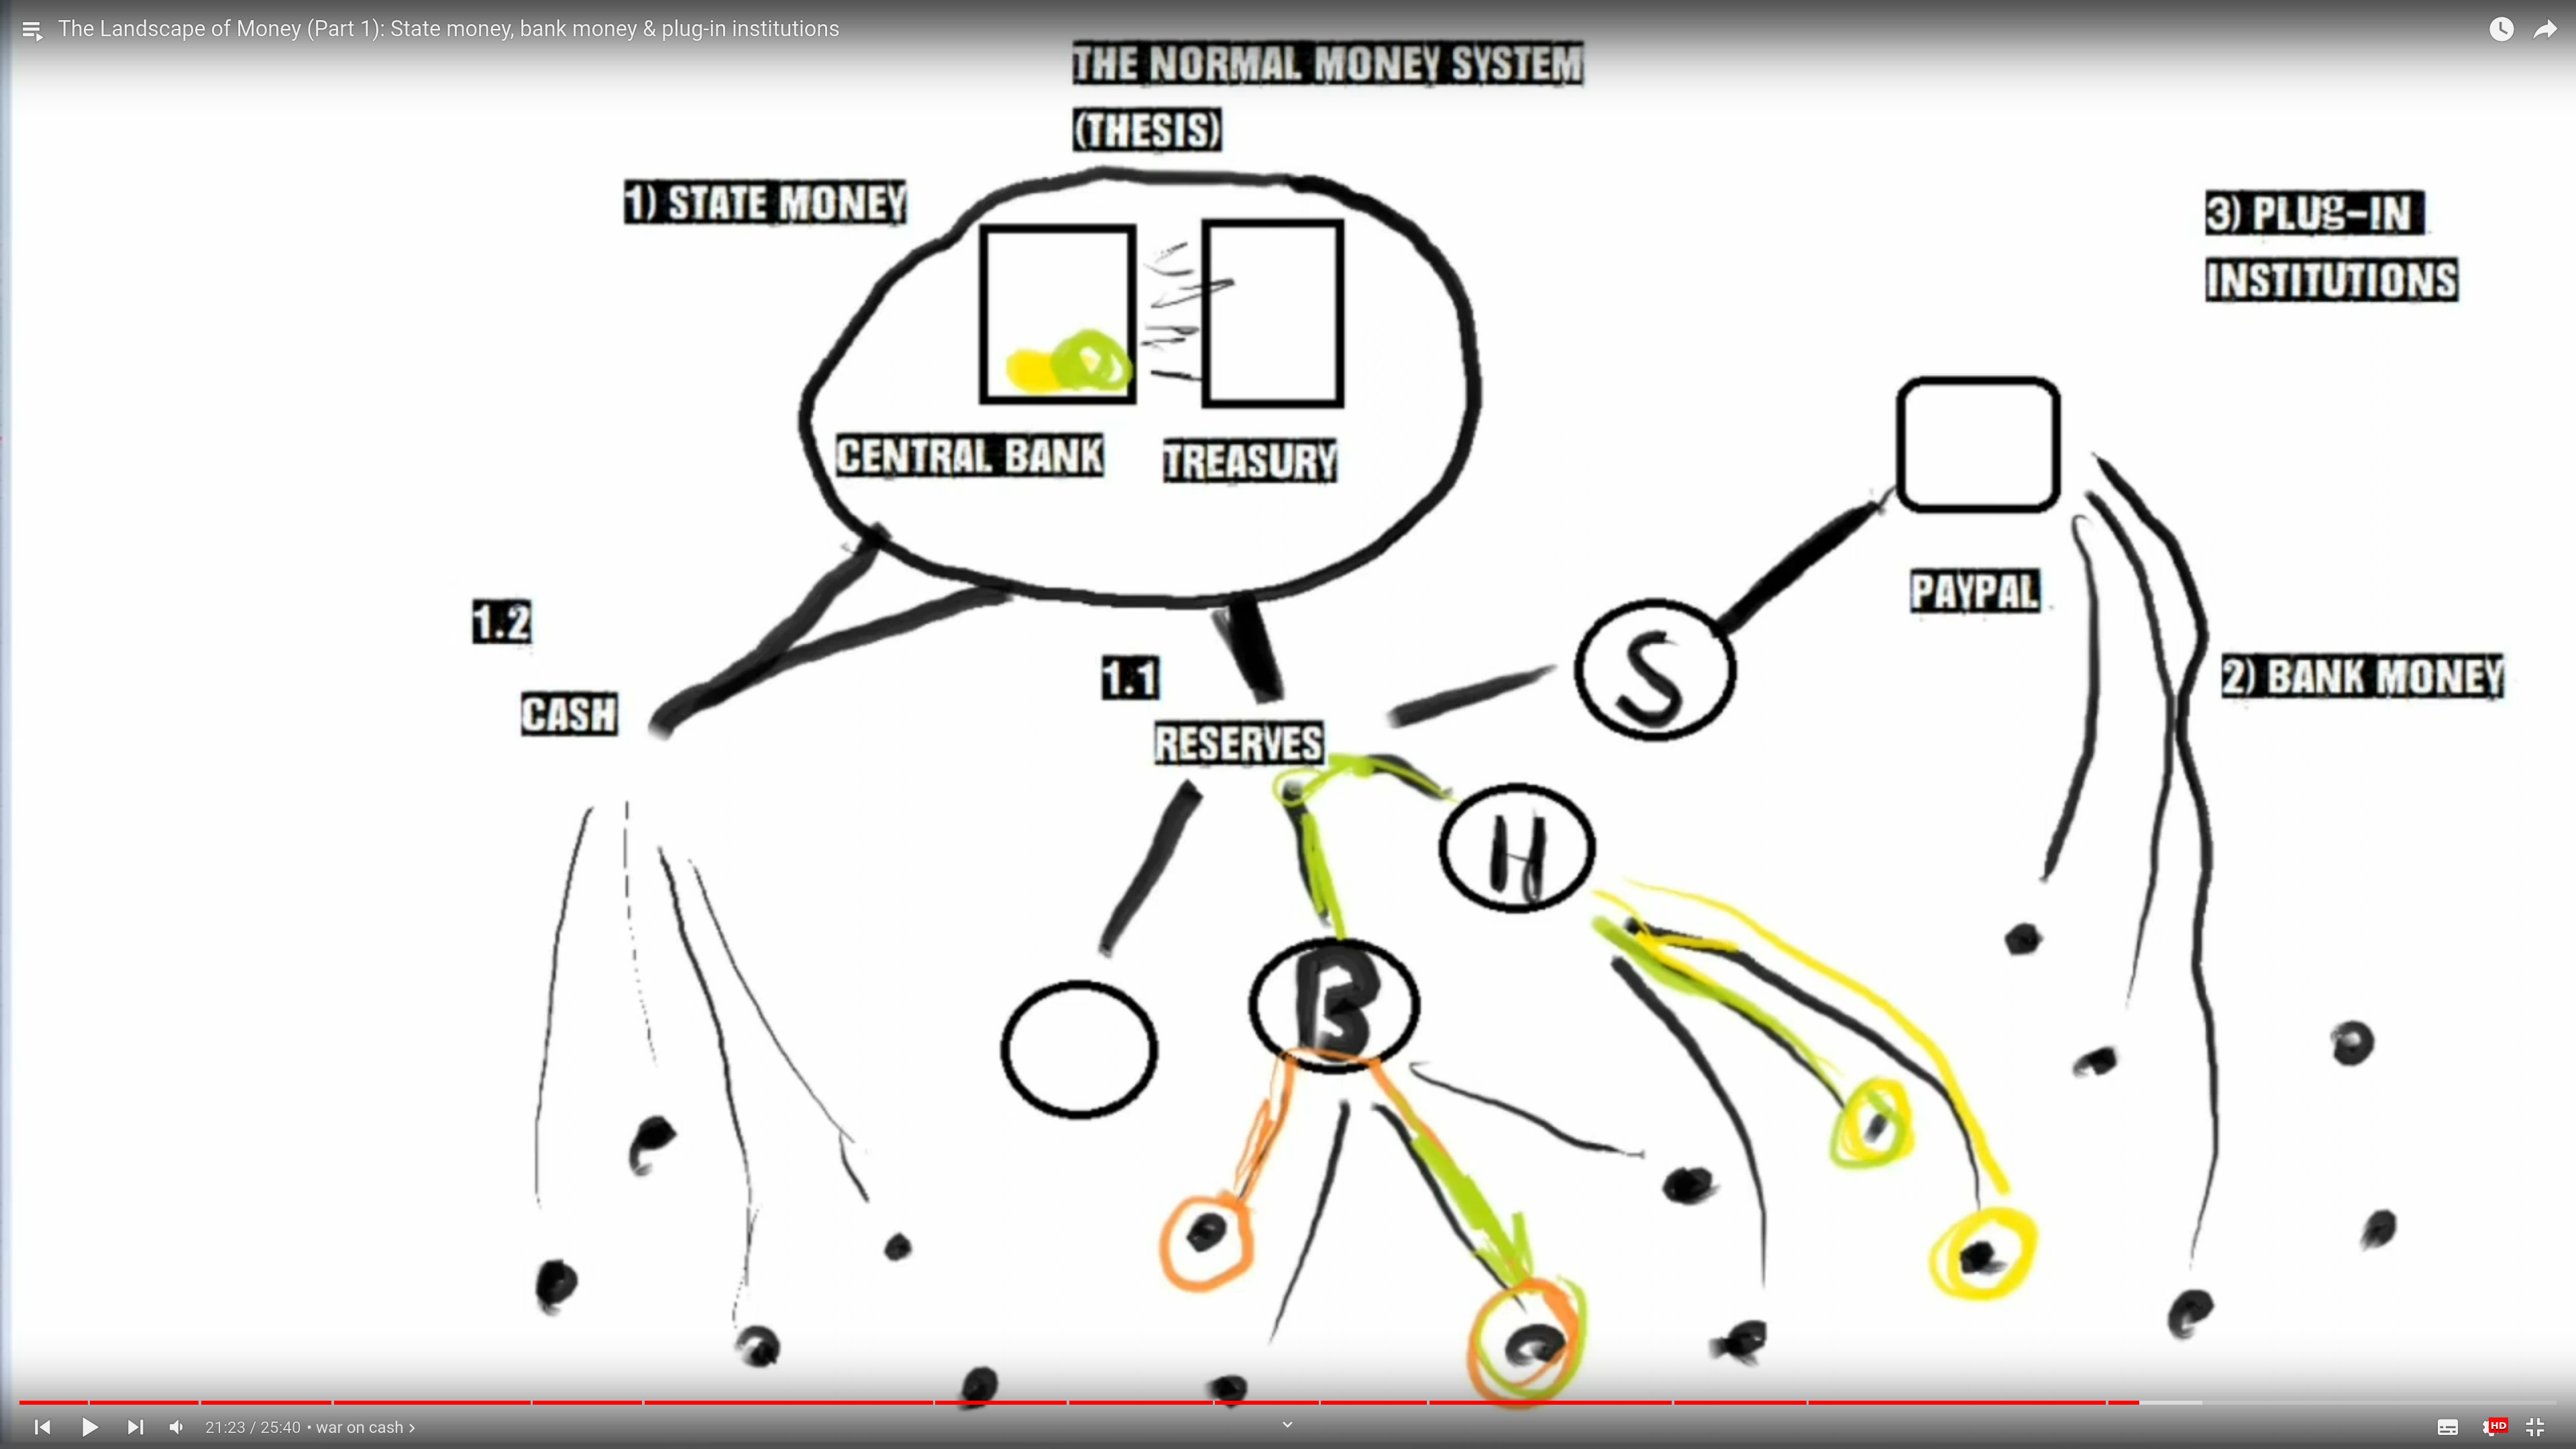 The Landscape of Money (Part 1): State money, bank money & plug-in institutions
THE NORMAL MONEY SYSTEM
(THESIS)
1) STATE MONEY
3) PLUg-IN
INSTITUTIONS
CENTRAL BANK
TREASURY
PAYPAL
1.2
CASH
1.1
RESERVES
S
2) BANK MONEY
H
B
21:23 / 25:40 • war on cash ›
HD